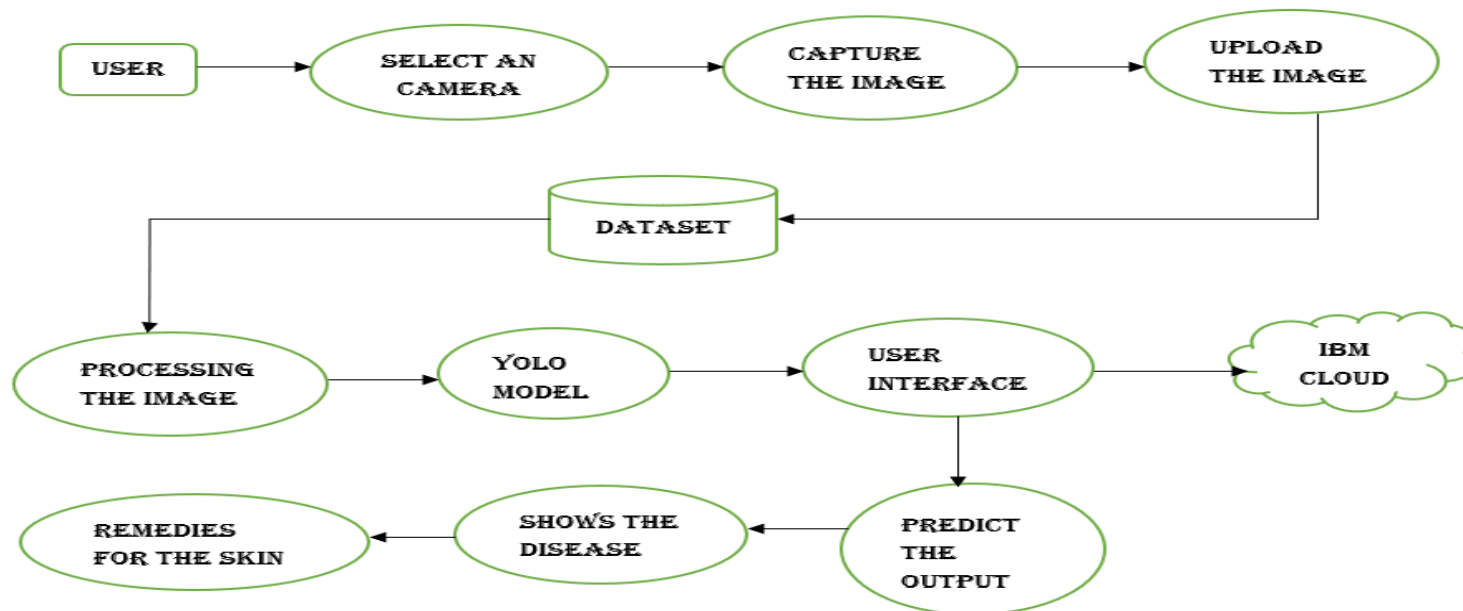 USER
SELECT AN
CAMERA
CAPTURE
THE IMAGE
UPLOAD
THE IMAGE
DATASET
PROCESSING
THE IMAGE
YOLO
MODEL
USER
INTERFACE
IBM
CLOUD
REMEDIES
FOR THE SKIN
SHOWS THE
DISEASE
PREDICT
THE
OUTPUT